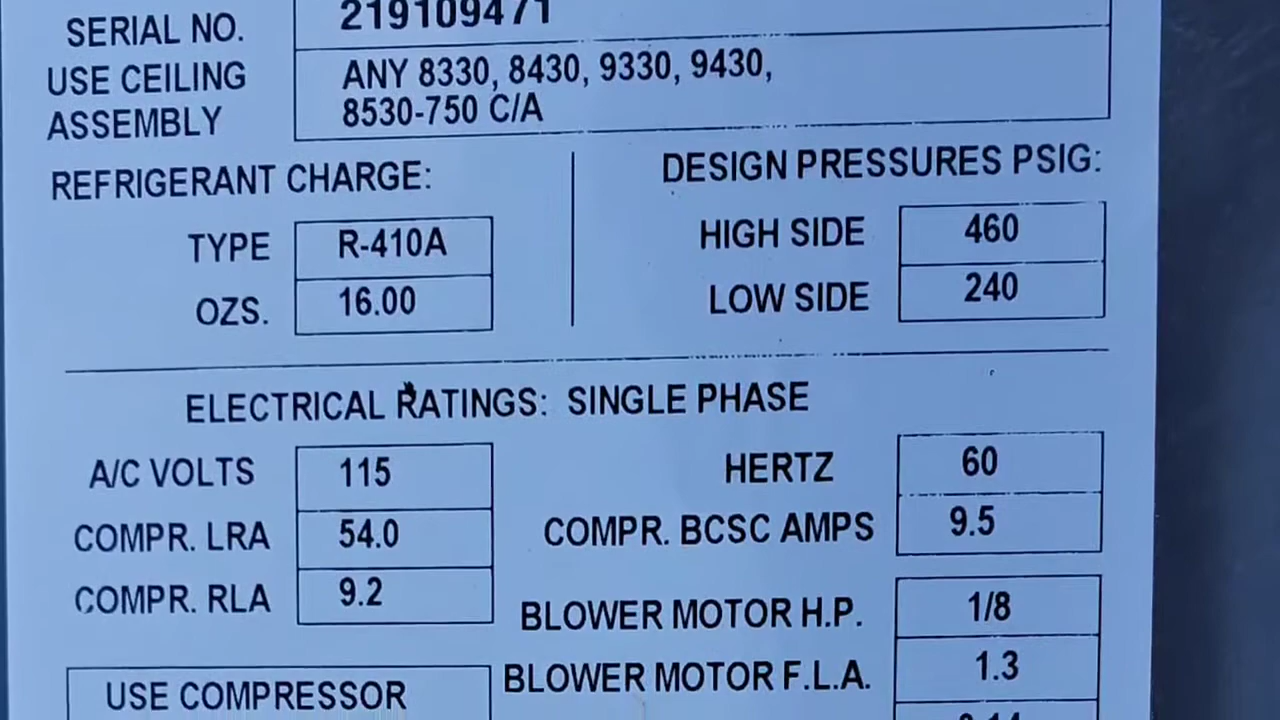 SERIAL NO. 219109471
USE CEILING ASSEMBLY ANY 8330, 8430, 9330, 9430,
8530-750 C/A
REFRIGERANT CHARGE:
TYPE R-410A
OZS. 16.00
DESIGN PRESSURES PSIG:
HIGH SIDE 460
LOW SIDE 240
ELECTRICAL RATINGS: SINGLE PHASE
A/C VOLTS 115
COMPR. LRA 54.0
COMPR. RLA 9.2
HERTZ 60
COMPR. BCSC AMPS 9.5
BLOWER MOTOR H.P. 1/8
BLOWER MOTOR F.L.A. 1.3
USE COMPRESSOR